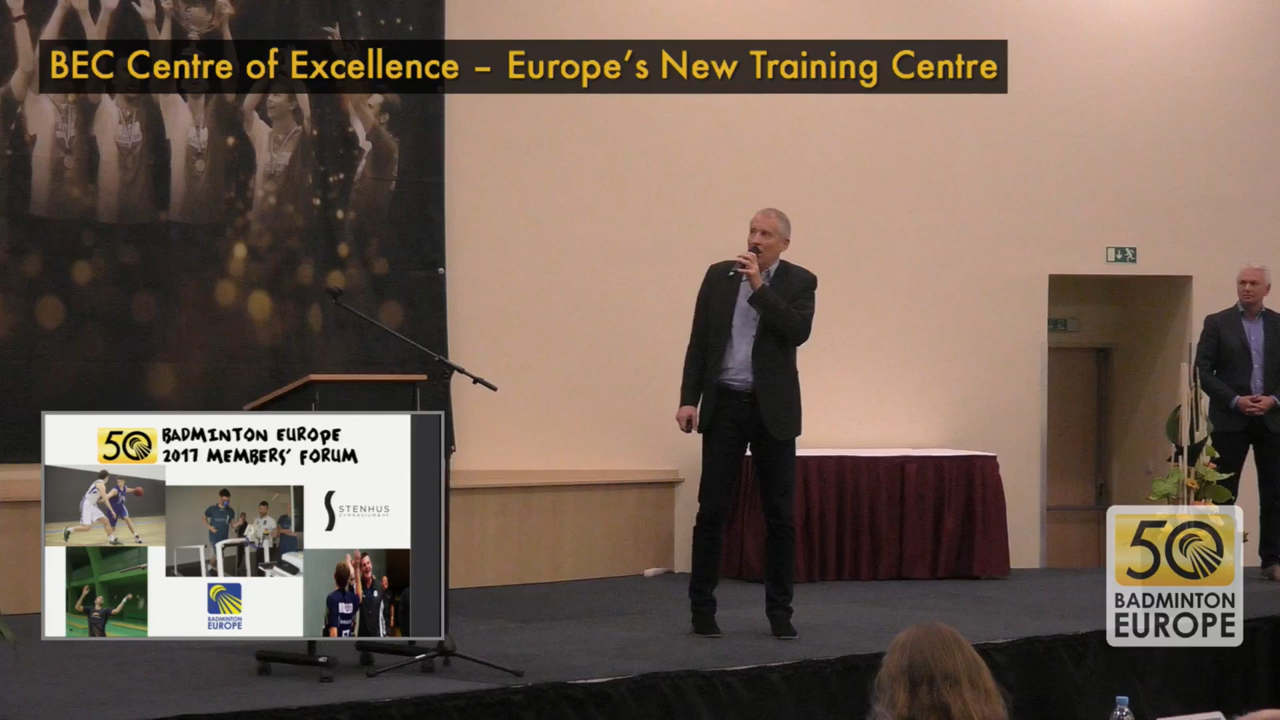 BEC Centre of Excellence – Europe's New Training Centre
50 BADMINTON EUROPE
2017 MEMBERS' FORUM
STENHUS
BADMINTON
EUROPE
50
BADMINTON
EUROPE